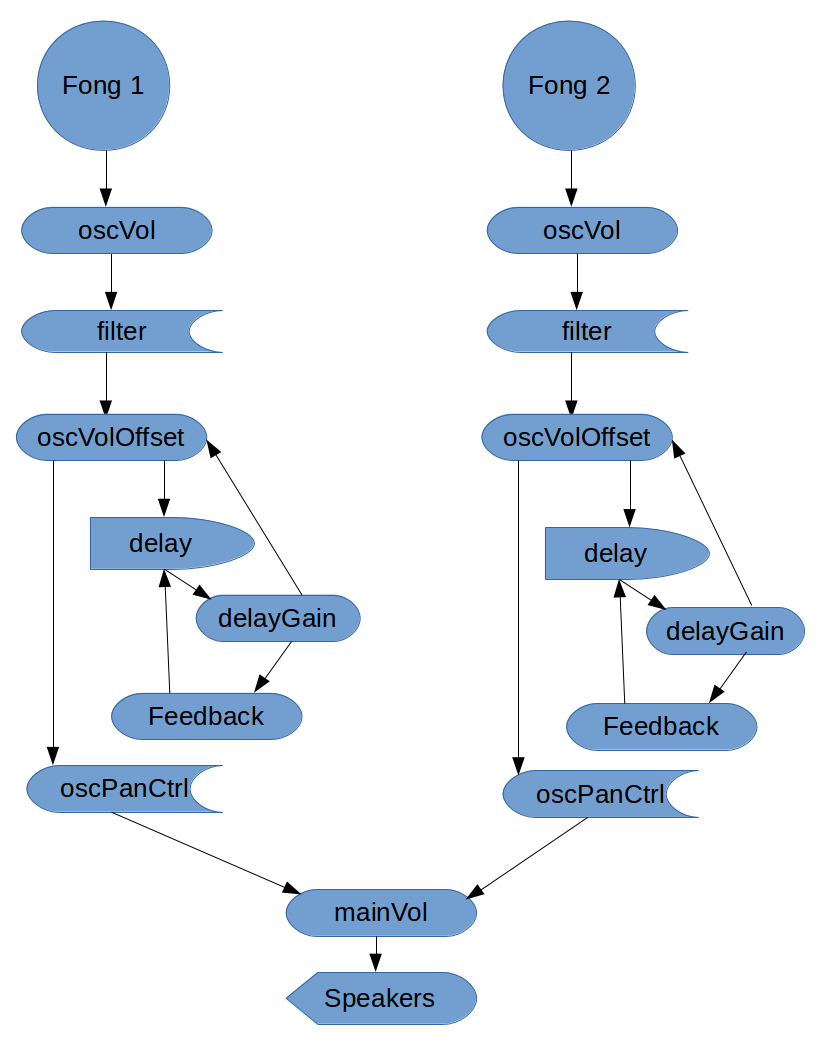 Fong 1
Fong 2
oscVol
oscVol
filter
filter
oscVolOffset
oscVolOffset
delay
delay
delayGain
delayGain
Feedback
Feedback
oscPanCtrl
oscPanCtrl
mainVol
Speakers